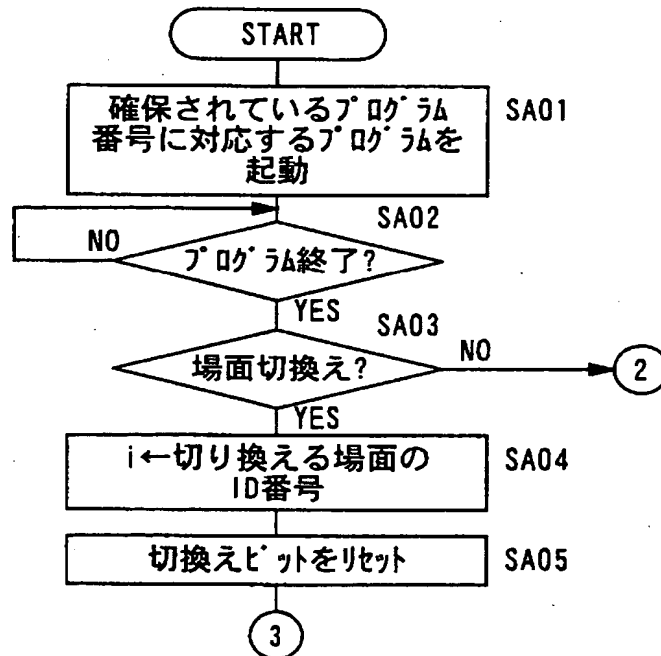 START
確保されているﾌﾟﾛｸﾞﾗﾑ
番号に対応するﾌﾟﾛｸﾞﾗﾑを
起動
SA01
SA02
NO
ﾌﾟﾛｸﾞﾗﾑ終了?
YES
SA03
場面切換え?
NO
2
YES
i←切り換える場面の
ID番号
SA04
切換えﾋﾞｯﾄをﾘｾｯﾄ
SA05
3